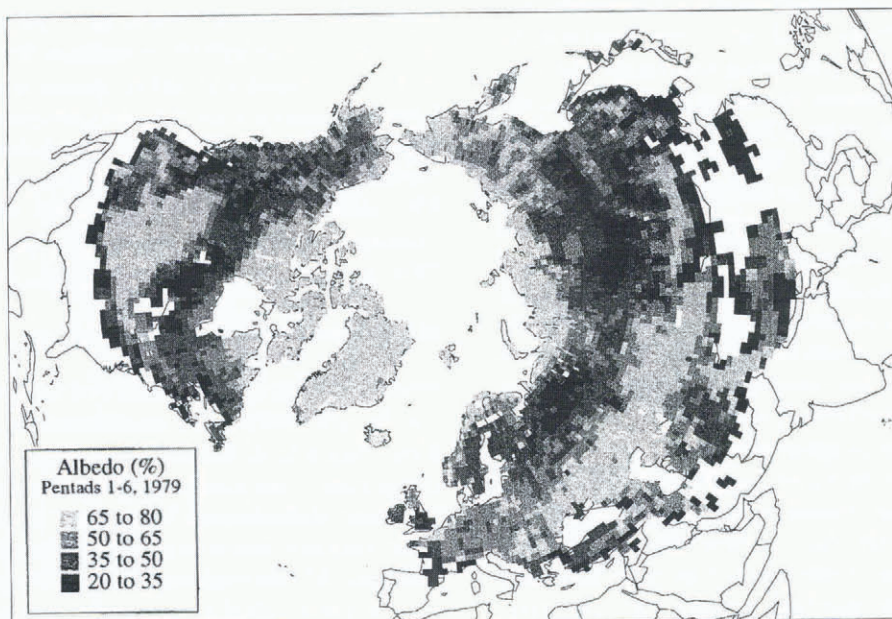 Albedo (%)
Pentads 1-6, 1979
65 to 80
50 to 65
35 to 50
20 to 35